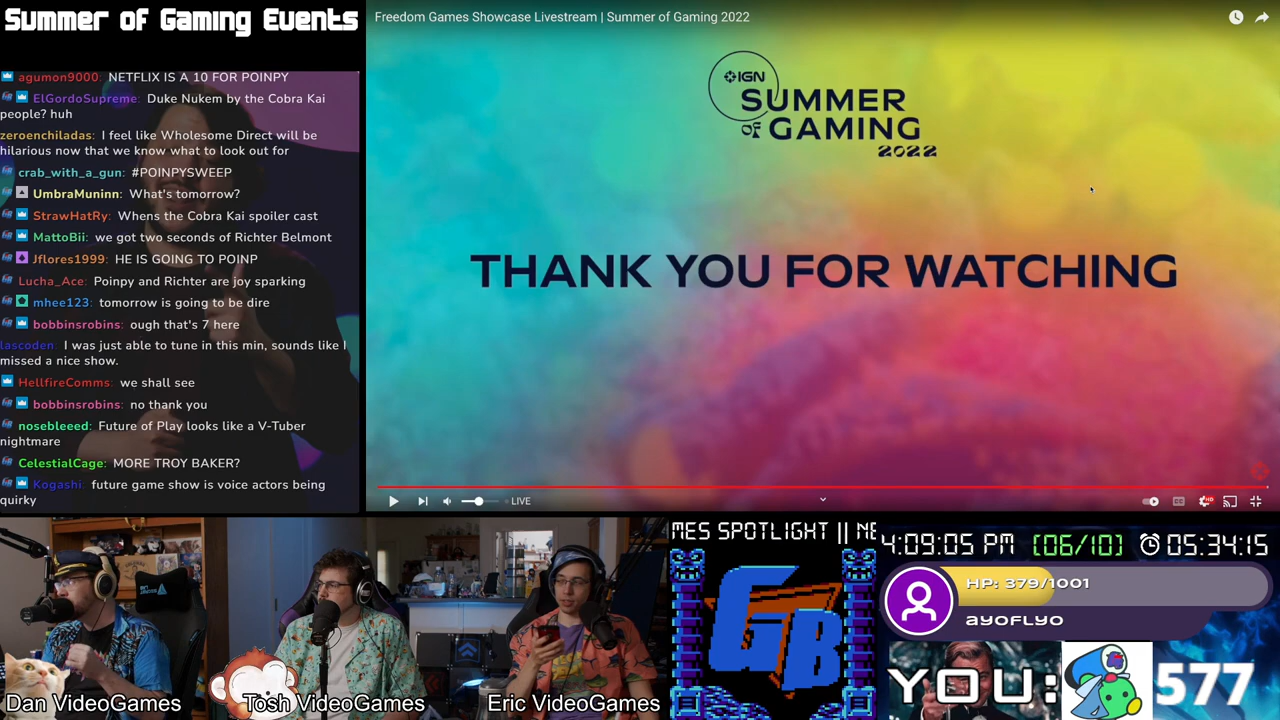 Summer of Gaming Events
agumon9000: NETFLIX IS A 10 FOR POINPY
ElGordoSupreme: Duke Nukem by the Cobra Kai
people? huh
zeroenchiladas: I feel like Wholesome Direct will be
hilarious now that we know what to look out for
crab_with_a_gun: #POINPYSWEEP
UmbraMuninn: What's tomorrow?
StrawHatRy: Whens the Cobra Kai spoiler cast
MattoBii: we got two seconds of Richter Belmont
Jflores1999: HE IS GOING TO POINP
Lucha_Ace: Poinpy and Richter are joy sparking
mhee123: tomorrow is going to be dire
bobbinsrobins: ough that's 7 here
lascoden: I was just able to tune in this min, sounds like I
missed a nice show.
HellfireComms: we shall see
bobbinsrobins: no thank you
nosebleeed: Future of Play looks like a V-Tuber
nightmare
CelestialCage: MORE TROY BAKER?
Kogashi: future game show is voice actors being
quirky
Freedom Games Showcase Livestream | Summer of Gaming 2022
IGN
SUMMER
of GAMING
2022
THANK YOU FOR WATCHING
LIVE
HD
Dan VideoGames
Tosh VideoGames
Eric VideoGames
MES SPOTLIGHT || NE
GB
4:09:05 PM [06/10] 05:34:15
HP: 379/1001
ayoflyo
YOU: 577